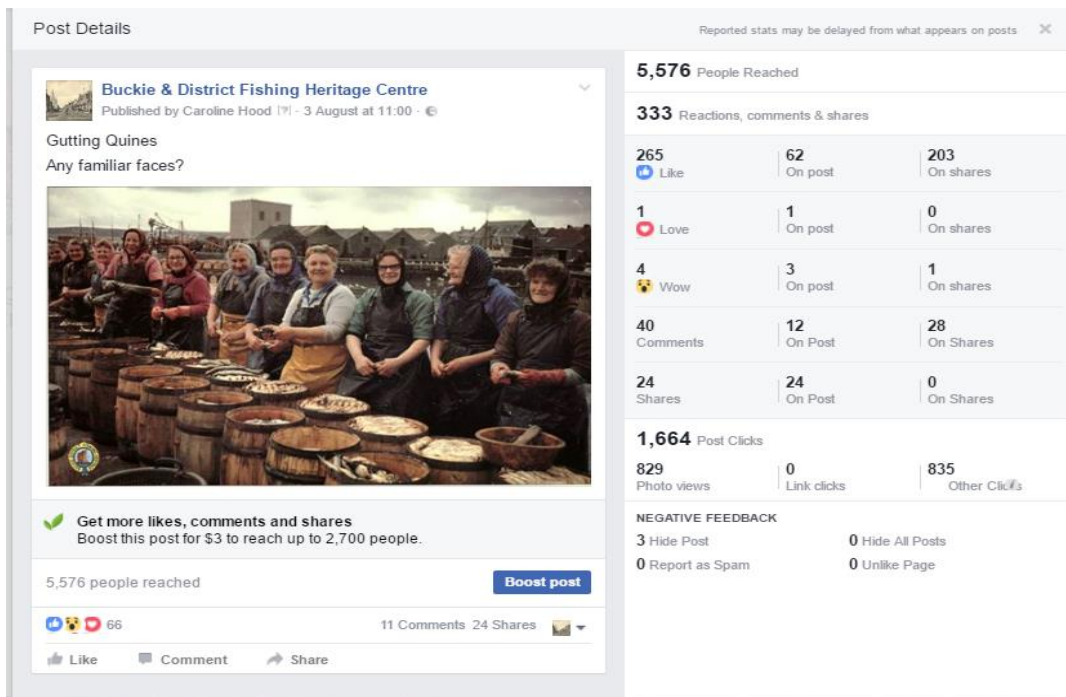 Post Details
Reported stats may be delayed from what appears on posts
Buckie & District Fishing Heritage Centre
Published by Caroline Hood [?] · 3 August at 11:00 ·
Gutting Quines
Any familiar faces?
Get more likes, comments and shares
Boost this post for $3 to reach up to 2,700 people.
5,576 people reached
Boost post
66
11 Comments 24 Shares
Like Comment Share
5,576 People Reached
333 Reactions, comments & shares
265 62 203
Like On post On shares
1 1 0
Love On post On shares
4 3 1
Wow On post On shares
40 12 28
Comments On Post On Shares
24 24 0
Shares On Post On Shares
1,664 Post Clicks
829 0 835
Photo views Link clicks Other Clicks
NEGATIVE FEEDBACK
3 Hide Post 0 Hide All Posts
0 Report as Spam 0 Unlike Page